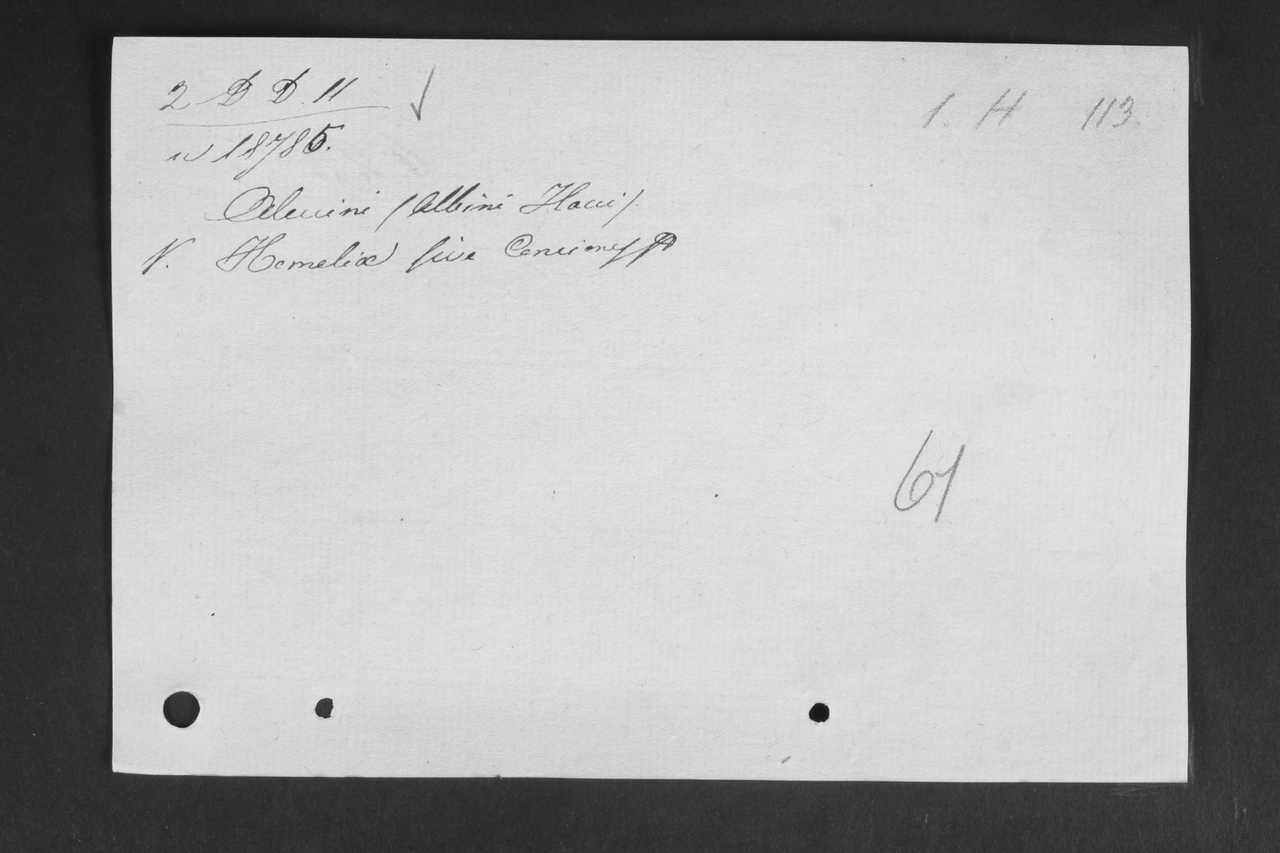 2 D D. 11
1. H 113.
n 18785.
Alcuini (Albini Flacci).
V. Homeliæ sive Conciones
61